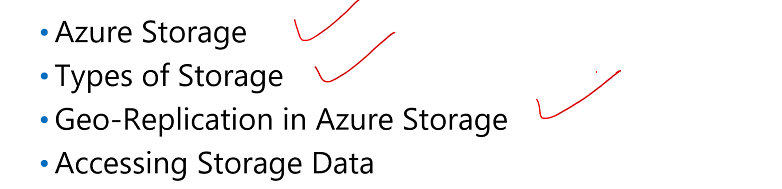 • Azure Storage
• Types of Storage
• Geo-Replication in Azure Storage
• Accessing Storage Data